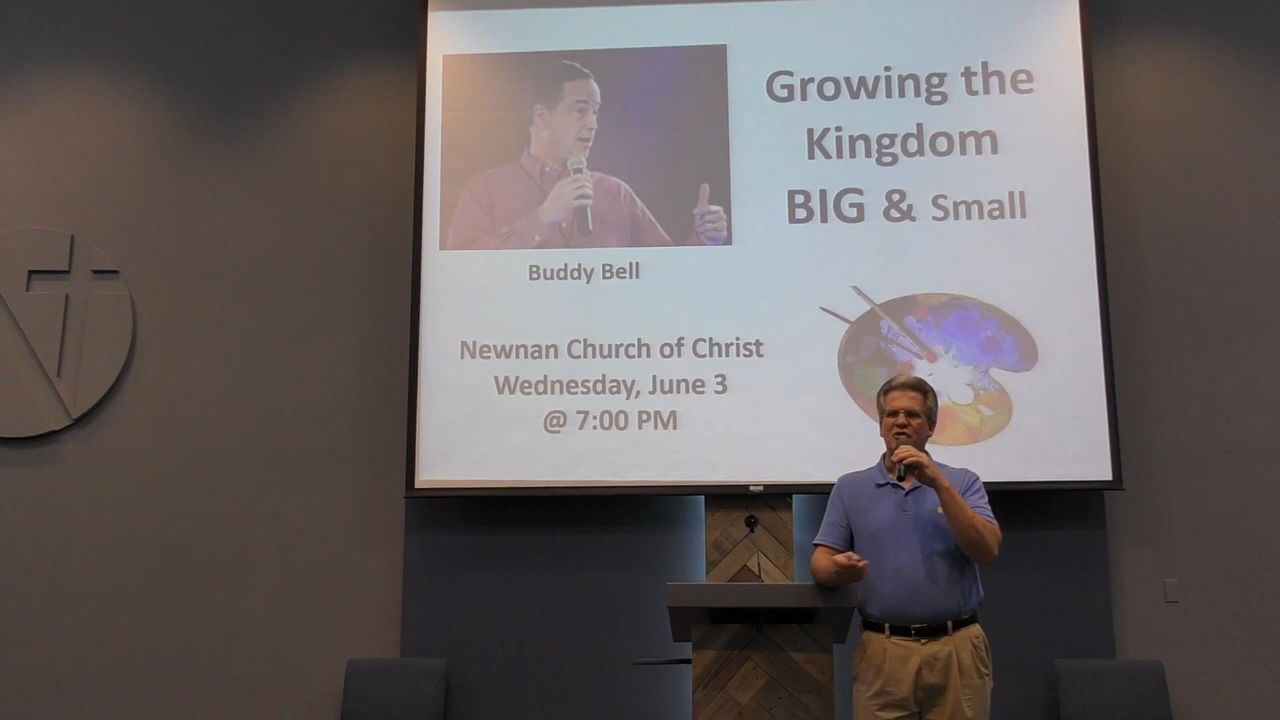 Growing the
Kingdom
BIG & Small
Buddy Bell
Newnan Church of Christ
Wednesday, June 3
@ 7:00 PM